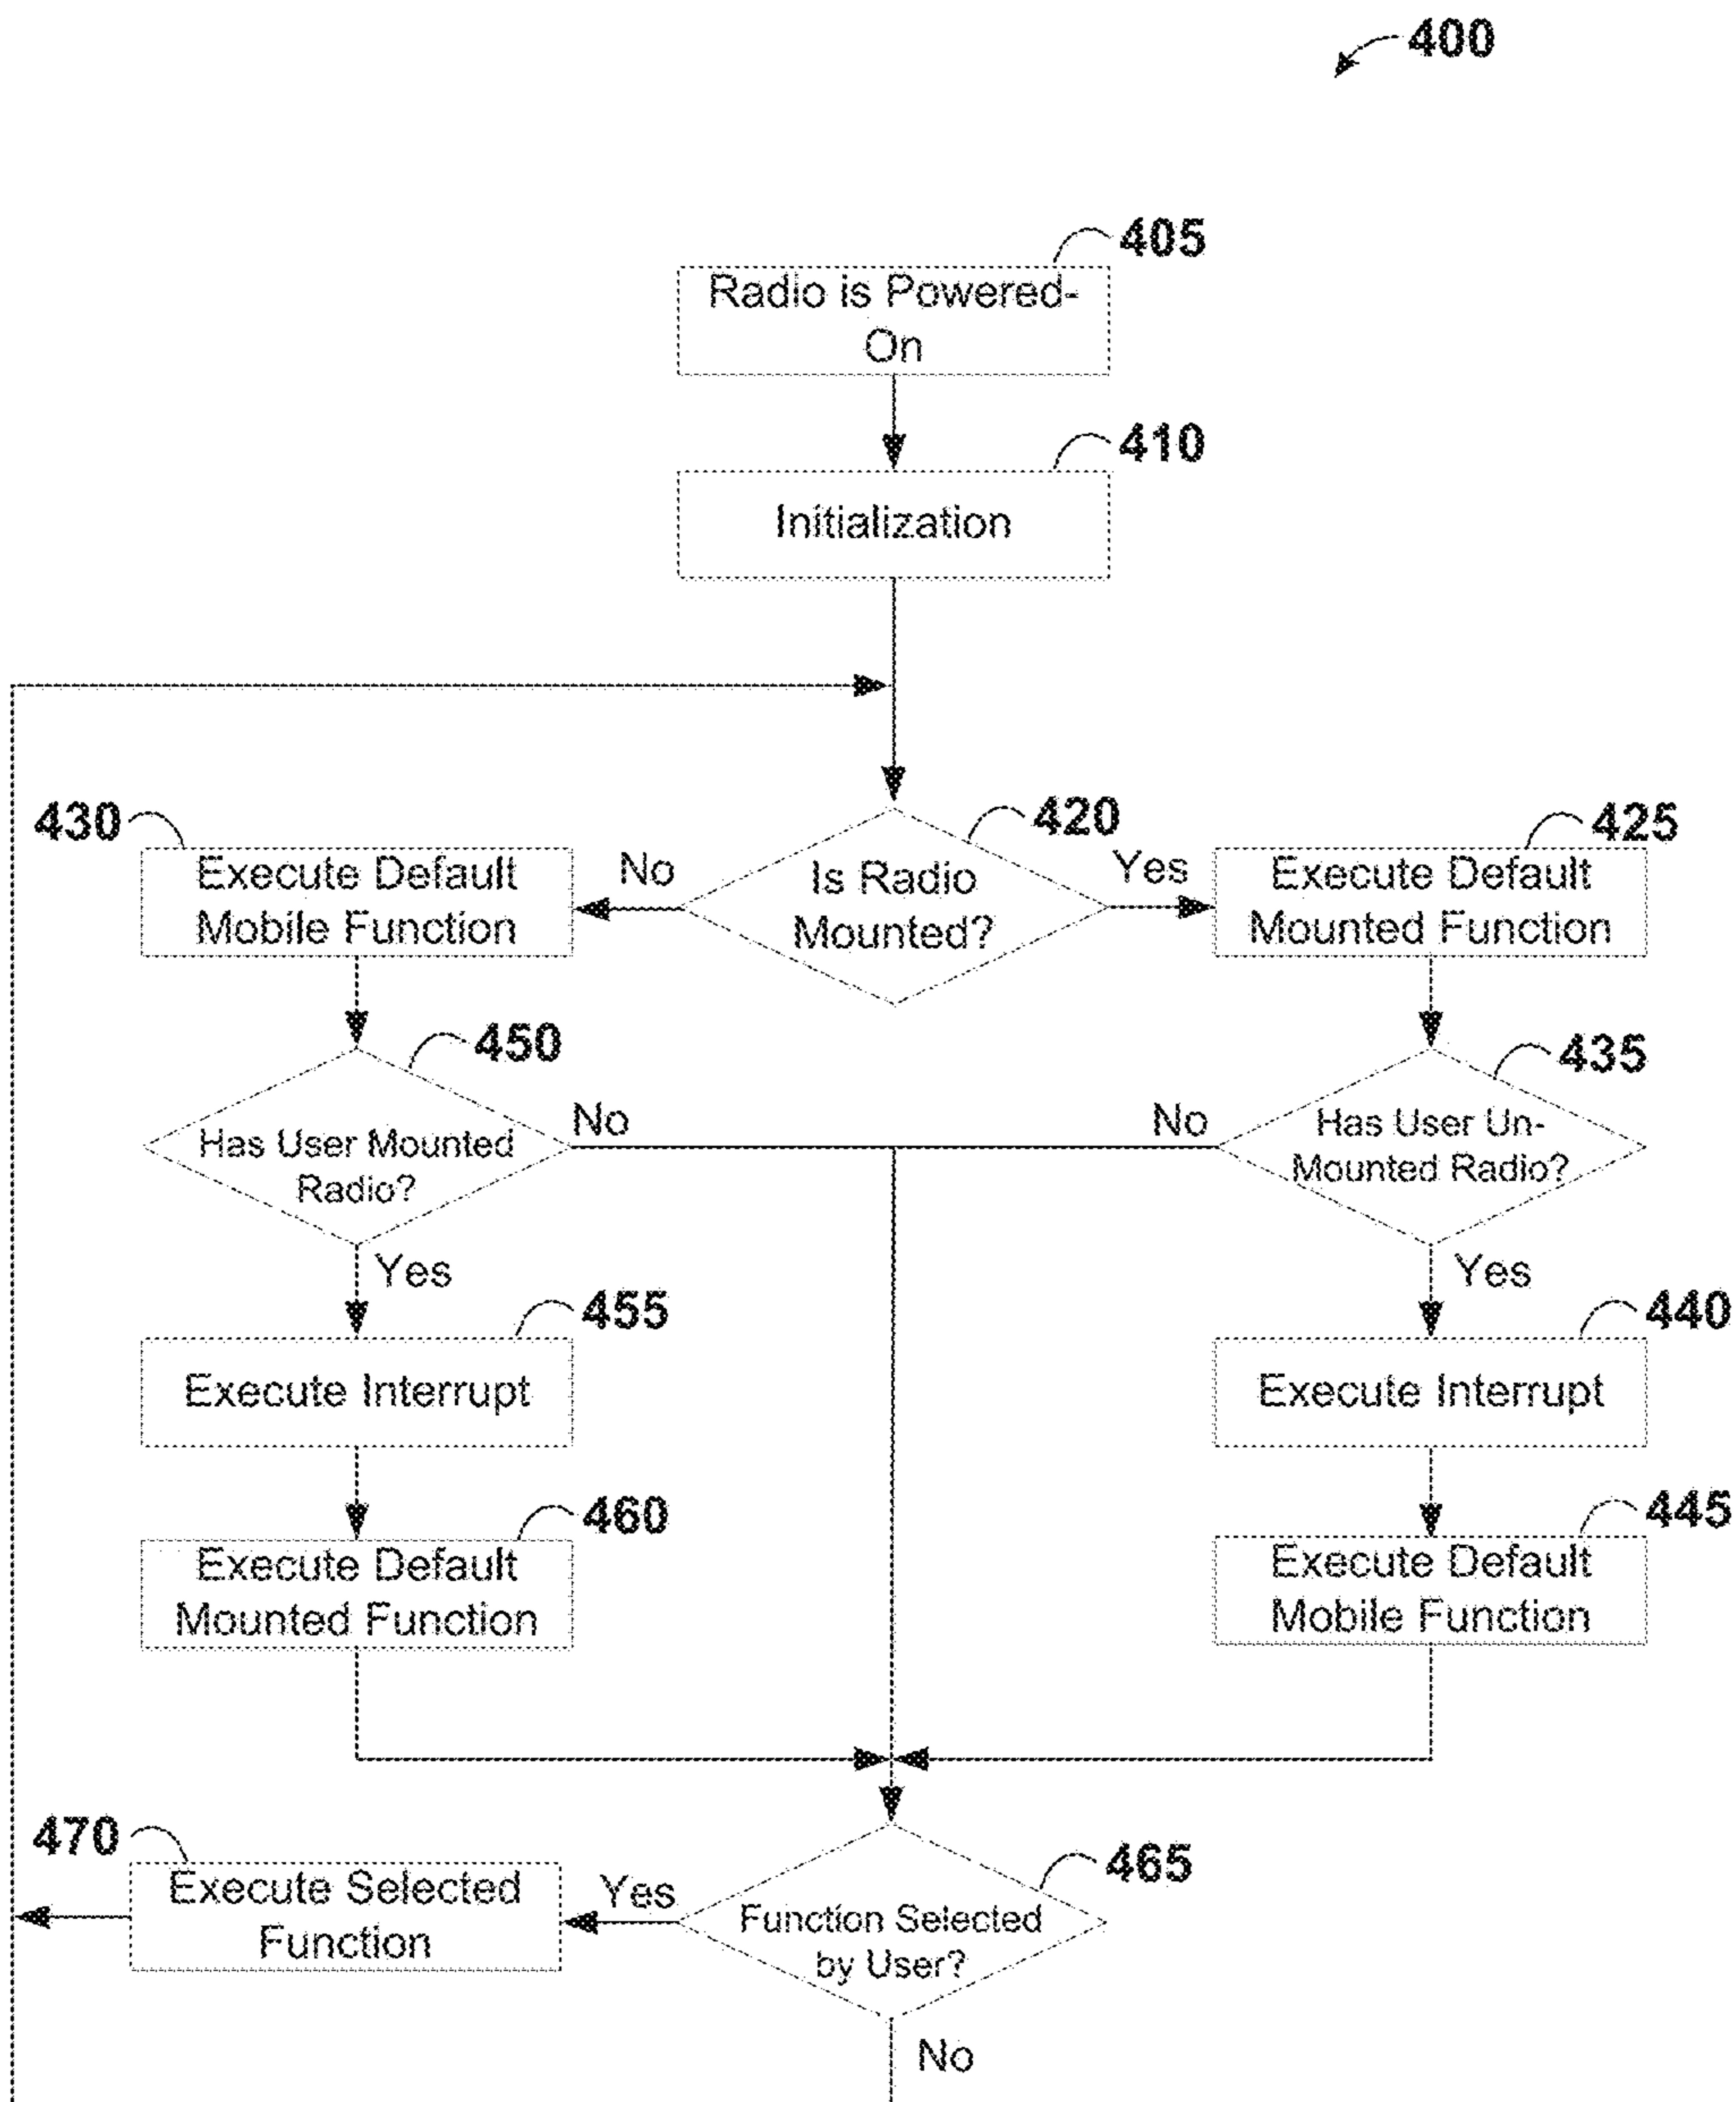 400
405
Radio is Powered-
On
410
Initialization
430
420
425
Execute Default
Mobile Function
No
Is Radio
Mounted?
Yes
Execute Default
Mounted Function
450
435
Has User Mounted
Radio?
No
No
Has User Un-
Mounted Radio?
Yes
Yes
455
440
Execute Interrupt
Execute Interrupt
460
445
Execute Default
Mounted Function
Execute Default
Mobile Function
470
465
Execute Selected
Function
Yes
Function Selected
by User?
No